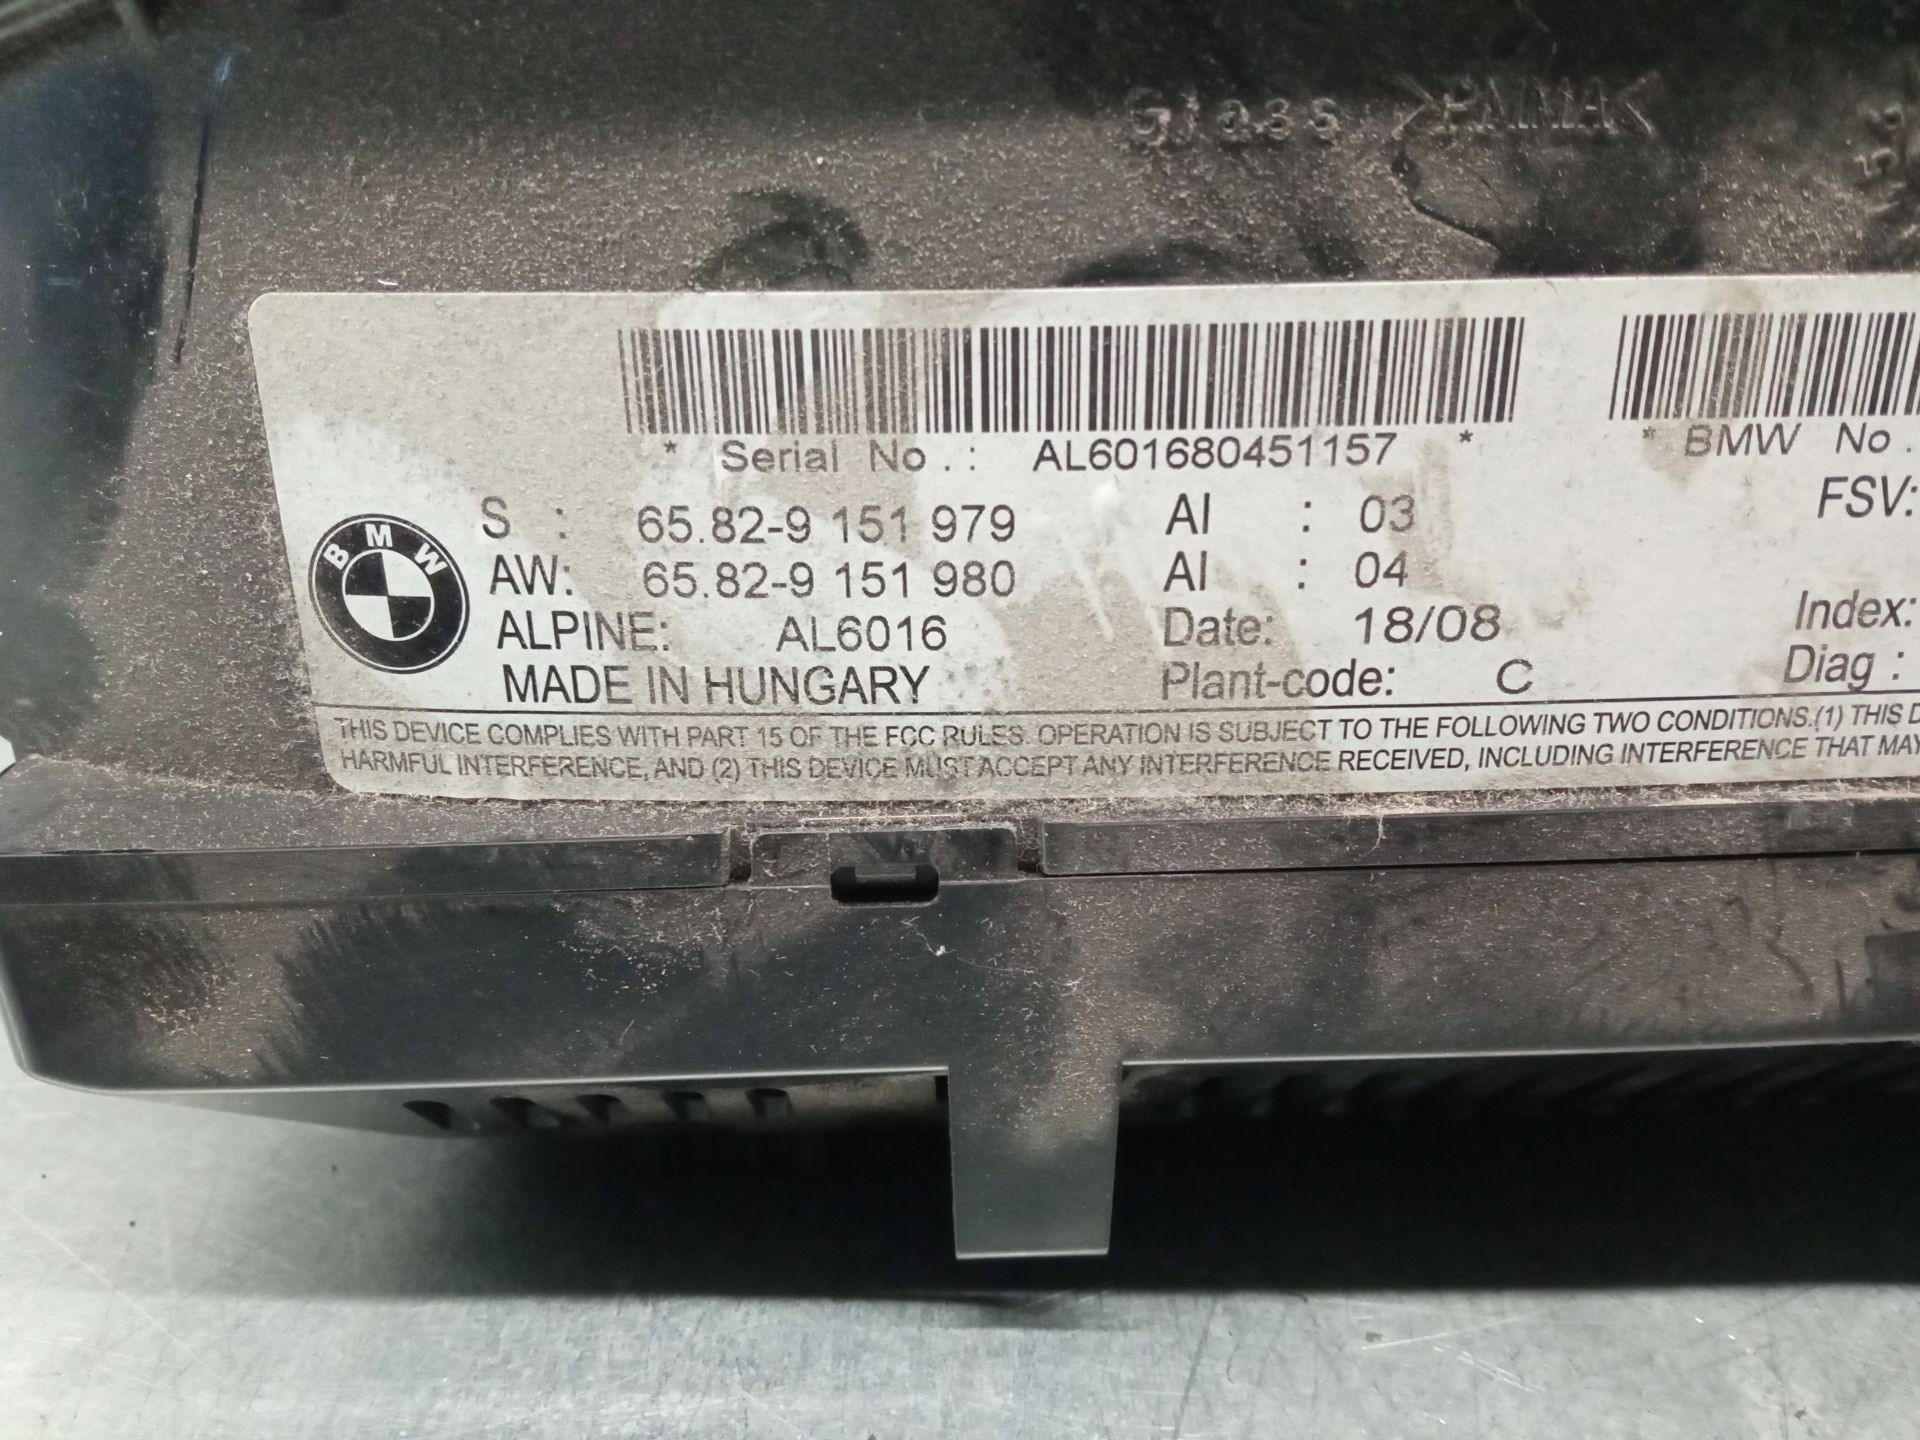 Glass >PMMA<
* Serial No.: AL601680451157 * * BMW No.
S : 65.82-9 151 979 AI : 03 FSV:
AW: 65.82-9 151 980 AI : 04
ALPINE: AL6016 Date: 18/08 Index:
MADE IN HUNGARY Plant-code: C Diag :
BMW
THIS DEVICE COMPLIES WITH PART 15 OF THE FCC RULES. OPERATION IS SUBJECT TO THE FOLLOWING TWO CONDITIONS.(1) THIS D
HARMFUL INTERFERENCE, AND (2) THIS DEVICE MUST ACCEPT ANY INTERFERENCE RECEIVED, INCLUDING INTERFERENCE THAT MAY